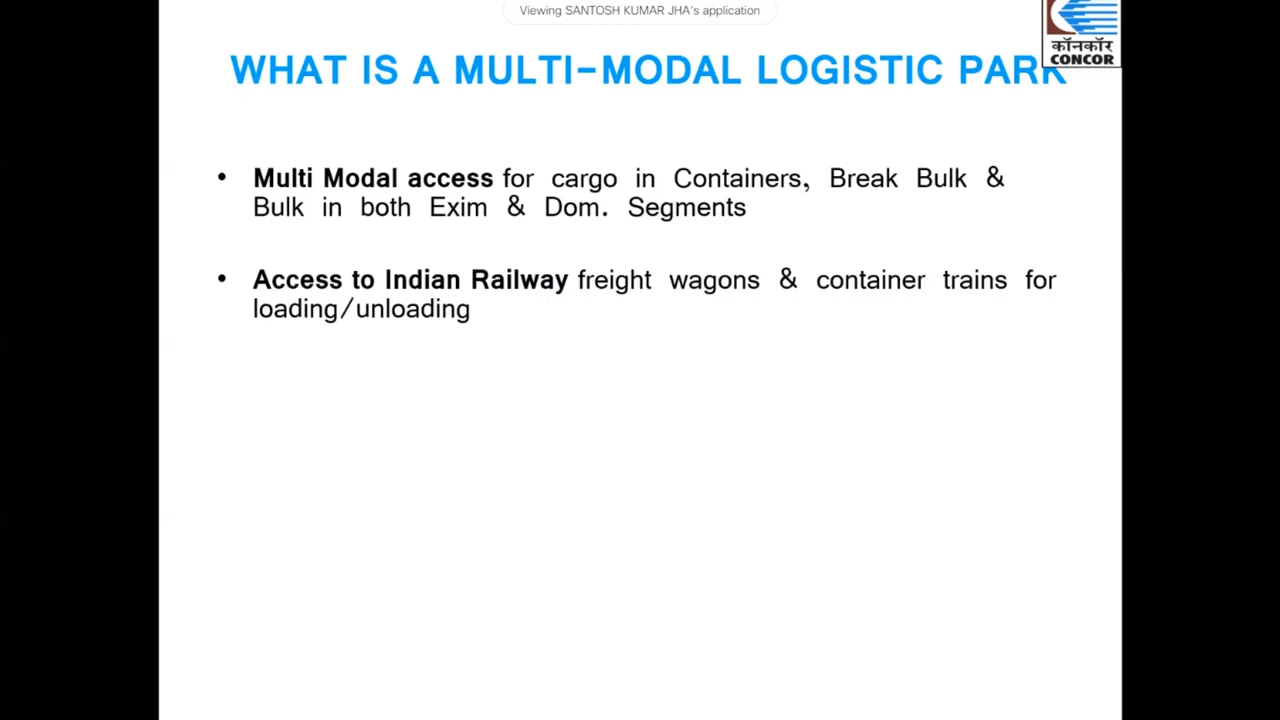 Viewing SANTOSH KUMAR JHA's application
कॉनकॉर
CONCOR
WHAT IS A MULTI-MODAL LOGISTIC PARK
• Multi Modal access for cargo in Containers, Break Bulk &
Bulk in both Exim & Dom. Segments
• Access to Indian Railway freight wagons & container trains for
loading/unloading